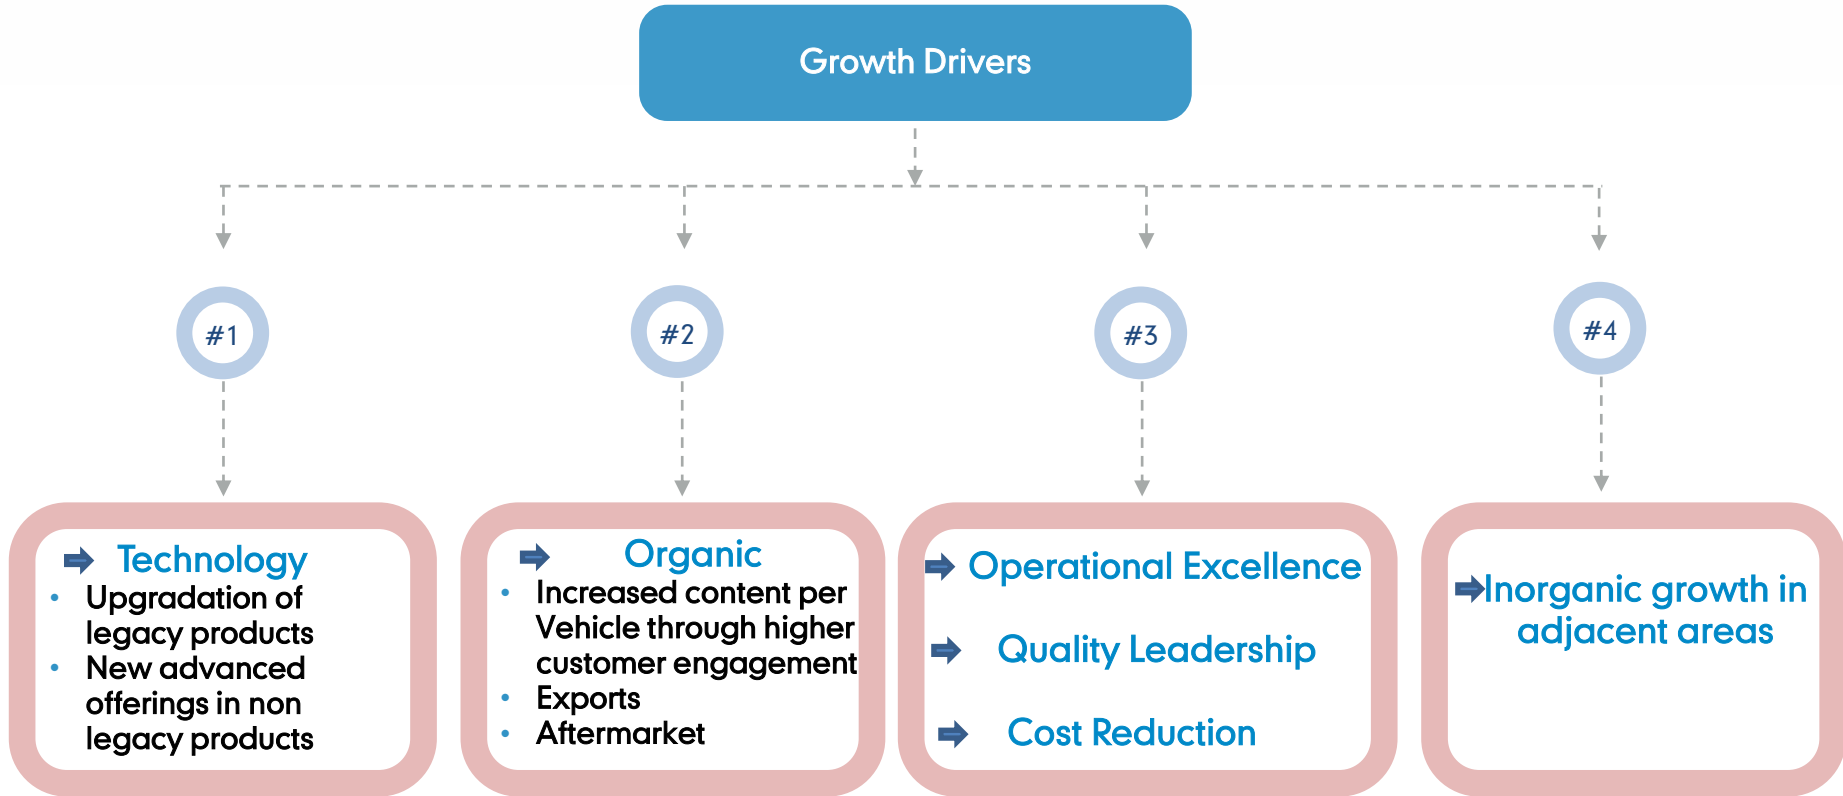 Growth Drivers
#1
#2
#3
#4
Technology
• Upgradation of
legacy products
• New advanced
offerings in non
legacy products
Organic
• Increased content per
Vehicle through higher
customer engagement
• Exports
• Aftermarket
Operational Excellence
Quality Leadership
Cost Reduction
Inorganic growth in
adjacent areas